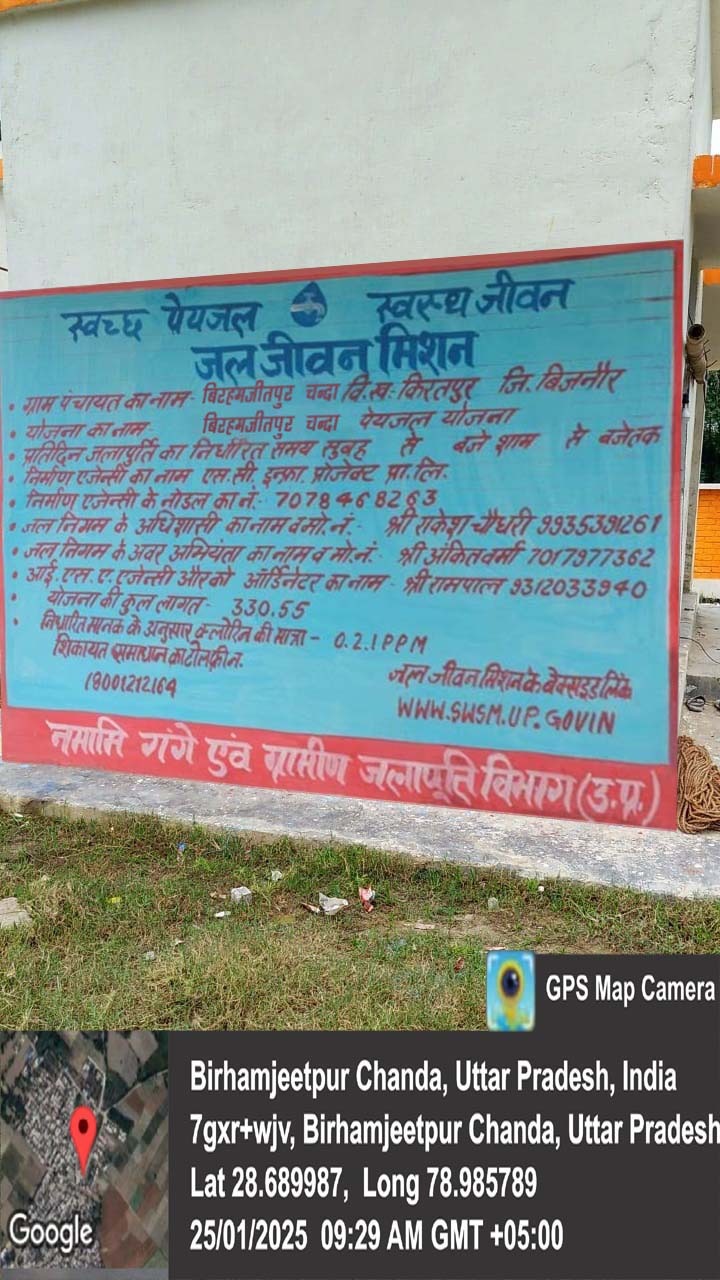 स्वच्छ पेयजल स्वस्थ जीवन
जल जीवन मिशन
• ग्राम पंचायत का नाम- बिरहमजीतपुर चन्दा वि.ख. किरतपुर जि. बिजनौर
• योजना का नाम- बिरहमजीतपुर चन्दा पेयजल योजना
• प्रतिदिन जलापुर्ति का निर्धारित समय सुबह से बजे शाम से बजेतक
• निर्माण एजेन्सी का नाम एस.सी. इन्फ्रा. प्रोजेक्ट प्रा.लि.
• निर्माण एजेन्सी के नोडल का नं. 7078468263
• जल निगम के अधिशासी का नाम व मो.नं. - श्री राकेश चौधरी 9935391261
• जल निगम के अवर अभियंता का नाम व मो.नं. श्री अंकित वर्मा 7017977362
• आई.एस.ए. एजेन्सी और को ऑर्डिनेटर का नाम - श्री रामपाल 9312033940
• योजना की कुल लागत - 330.55
• निर्धारित मानक के अनुसार क्लोरिन की मात्रा - 0.2.1PPM
शिकायत समाधान का टोलफ्रीन.
18001212164
जल जीवन मिशन के वेब्साइड लिंक
WWW.SWSM.UP.GOVIN
नमामि गंगे एवं ग्रामीण जलापूर्ति विभाग (उ.प्र.)
GPS Map Camera
Birhamjeetpur Chanda, Uttar Pradesh, India
7gxr+wjv, Birhamjeetpur Chanda, Uttar Pradesh
Lat 28.689987, Long 78.985789
25/01/2025 09:29 AM GMT +05:00
Google